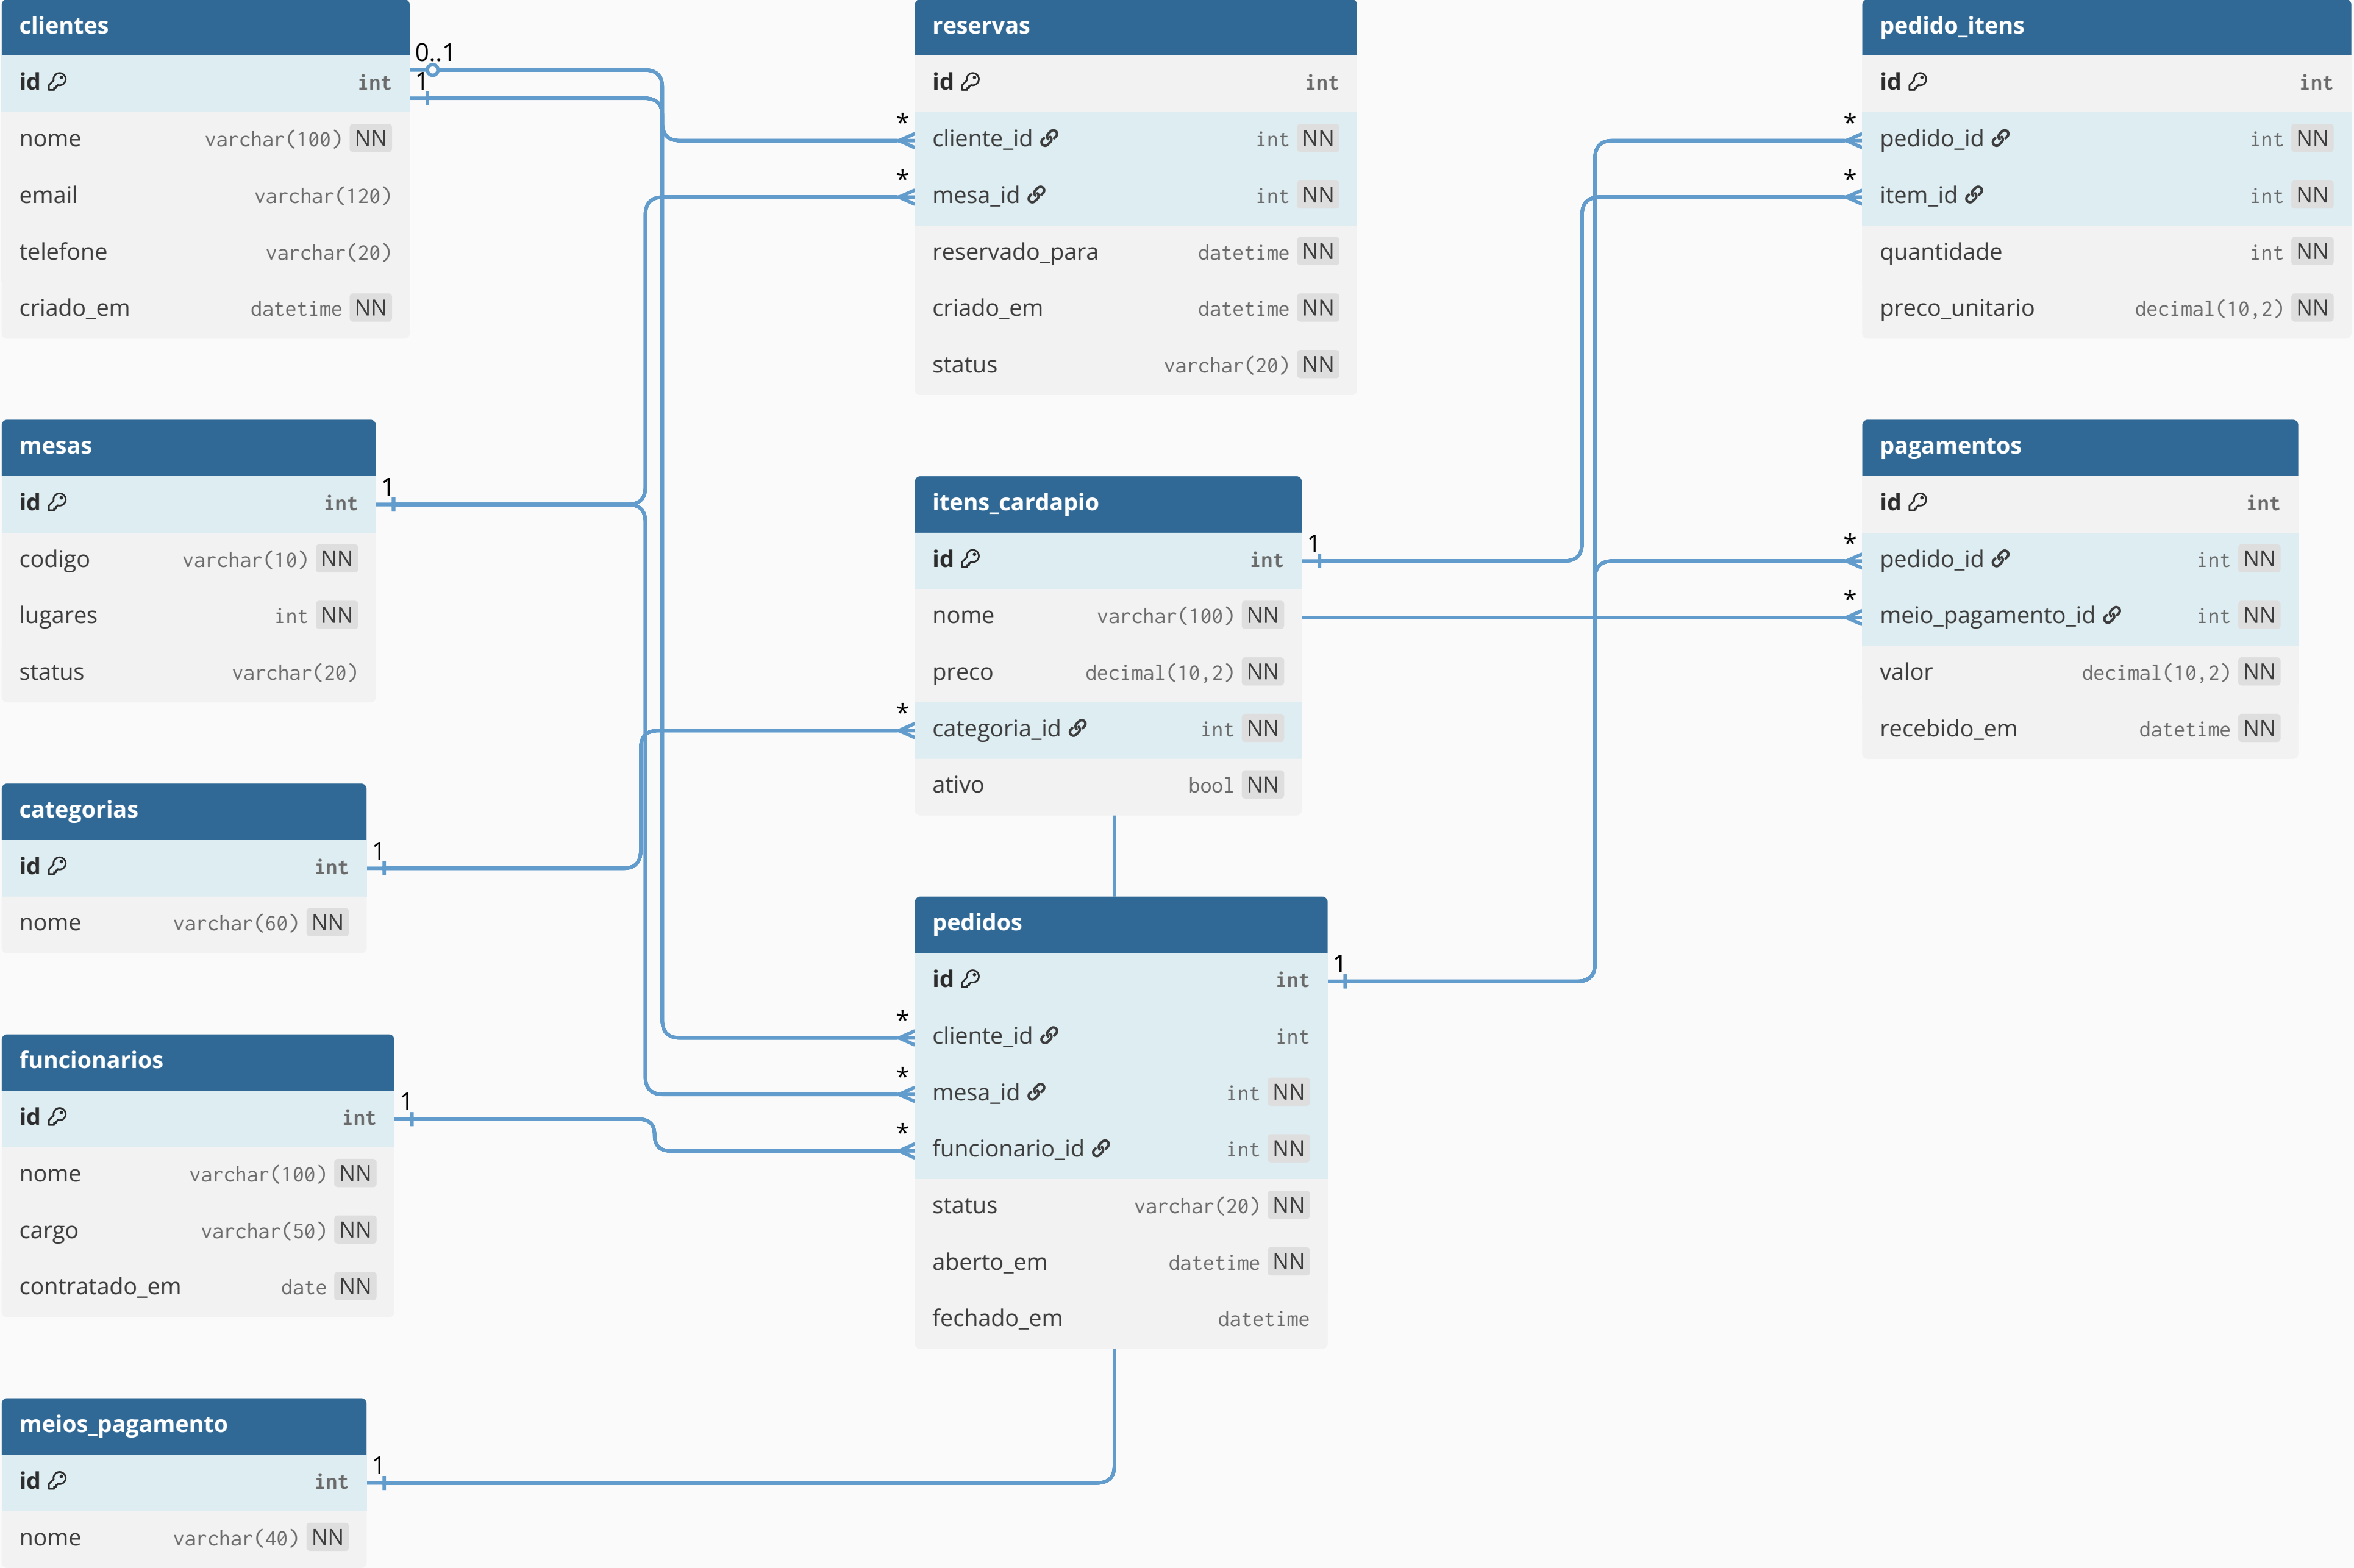 clientes
0..1
id int
1
nome varchar(100) NN
email varchar(120)
telefone varchar(20)
criado_em datetime NN
mesas
id int
1
codigo varchar(10) NN
lugares int NN
status varchar(20)
categorias
id int
1
nome varchar(60) NN
funcionarios
id int
1
nome varchar(100) NN
cargo varchar(50) NN
contratado_em date NN
meios_pagamento
id int
1
nome varchar(40) NN
reservas
id int
*
cliente_id int NN
*
mesa_id int NN
reservado_para datetime NN
criado_em datetime NN
status varchar(20) NN
itens_cardapio
id int
1
nome varchar(100) NN
preco decimal(10,2) NN
*
categoria_id int NN
ativo bool NN
pedidos
id int
1
*
cliente_id int
*
mesa_id int NN
*
funcionario_id int NN
status varchar(20) NN
aberto_em datetime NN
fechado_em datetime
pedido_itens
id int
*
pedido_id int NN
*
item_id int NN
quantidade int NN
preco_unitario decimal(10,2) NN
pagamentos
id int
*
pedido_id int NN
*
meio_pagamento_id int NN
valor decimal(10,2) NN
recebido_em datetime NN